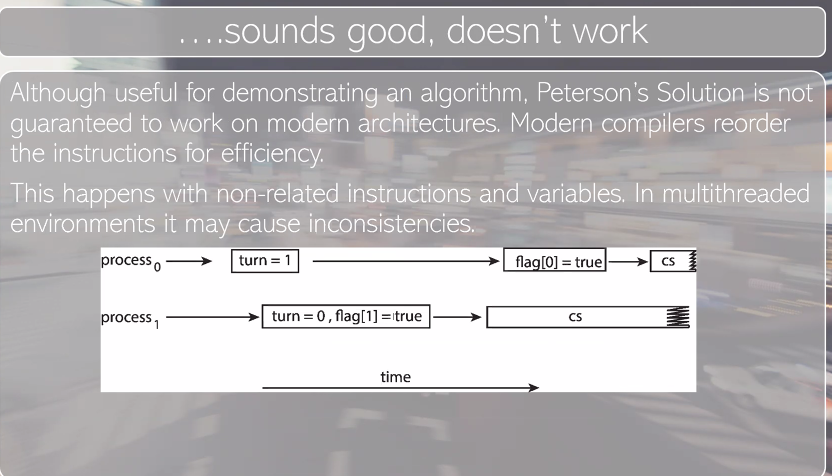 ....sounds good, doesn't work
Although useful for demonstrating an algorithm, Peterson's Solution is not
guaranteed to work on modern architectures. Modern compilers reorder
the instructions for efficiency.
This happens with non-related instructions and variables. In multithreaded
environments it may cause inconsistencies.
process0 turn = 1 flag[0] = true cs
process1 turn = 0 , flag[1] = true cs
time